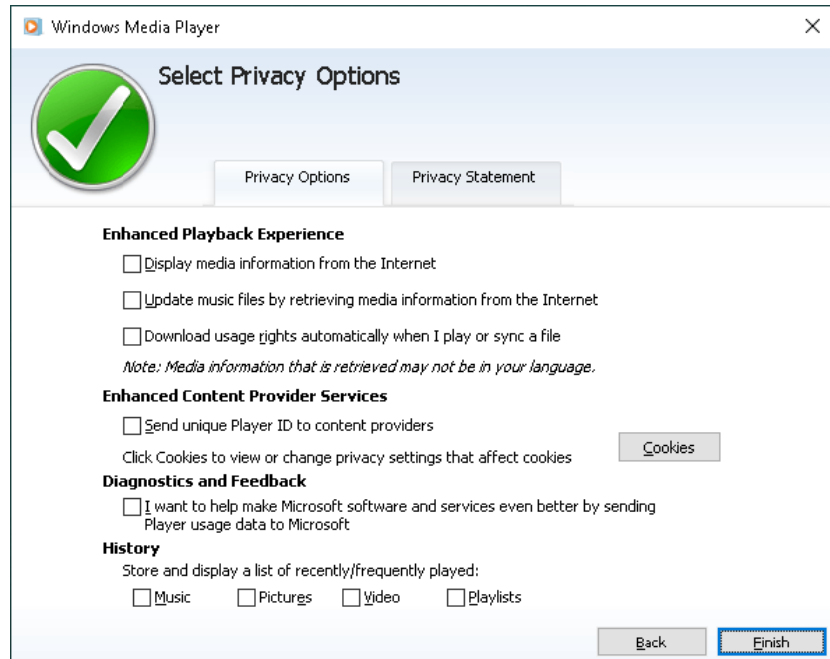 Windows Media Player
Select Privacy Options
Privacy Options
Privacy Statement
Enhanced Playback Experience
Display media information from the Internet
Update music files by retrieving media information from the Internet
Download usage rights automatically when I play or sync a file
Note: Media information that is retrieved may not be in your language.
Enhanced Content Provider Services
Send unique Player ID to content providers
Click Cookies to view or change privacy settings that affect cookies
Cookies
Diagnostics and Feedback
I want to help make Microsoft software and services even better by sending
Player usage data to Microsoft
History
Store and display a list of recently/frequently played:
Music Pictures Video Playlists
Back Finish